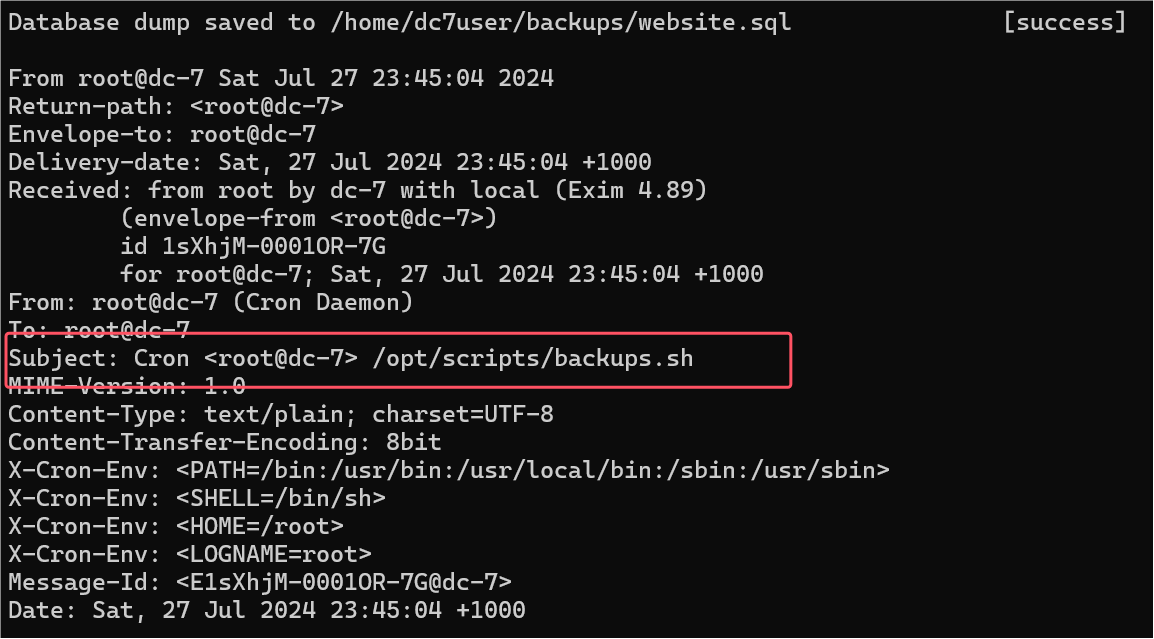 Database dump saved to /home/dc7user/backups/website.sql [success]
From root@dc-7 Sat Jul 27 23:45:04 2024
Return-path: <root@dc-7>
Envelope-to: root@dc-7
Delivery-date: Sat, 27 Jul 2024 23:45:04 +1000
Received: from root by dc-7 with local (Exim 4.89)
(envelope-from <root@dc-7>)
id 1sXhjM-0001OR-7G
for root@dc-7; Sat, 27 Jul 2024 23:45:04 +1000
From: root@dc-7 (Cron Daemon)
To: root@dc-7
Subject: Cron <root@dc-7> /opt/scripts/backups.sh
MIME-Version: 1.0
Content-Type: text/plain; charset=UTF-8
Content-Transfer-Encoding: 8bit
X-Cron-Env: <PATH=/bin:/usr/bin:/usr/local/bin:/sbin:/usr/sbin>
X-Cron-Env: <SHELL=/bin/sh>
X-Cron-Env: <HOME=/root>
X-Cron-Env: <LOGNAME=root>
Message-Id: <E1sXhjM-0001OR-7G@dc-7>
Date: Sat, 27 Jul 2024 23:45:04 +1000